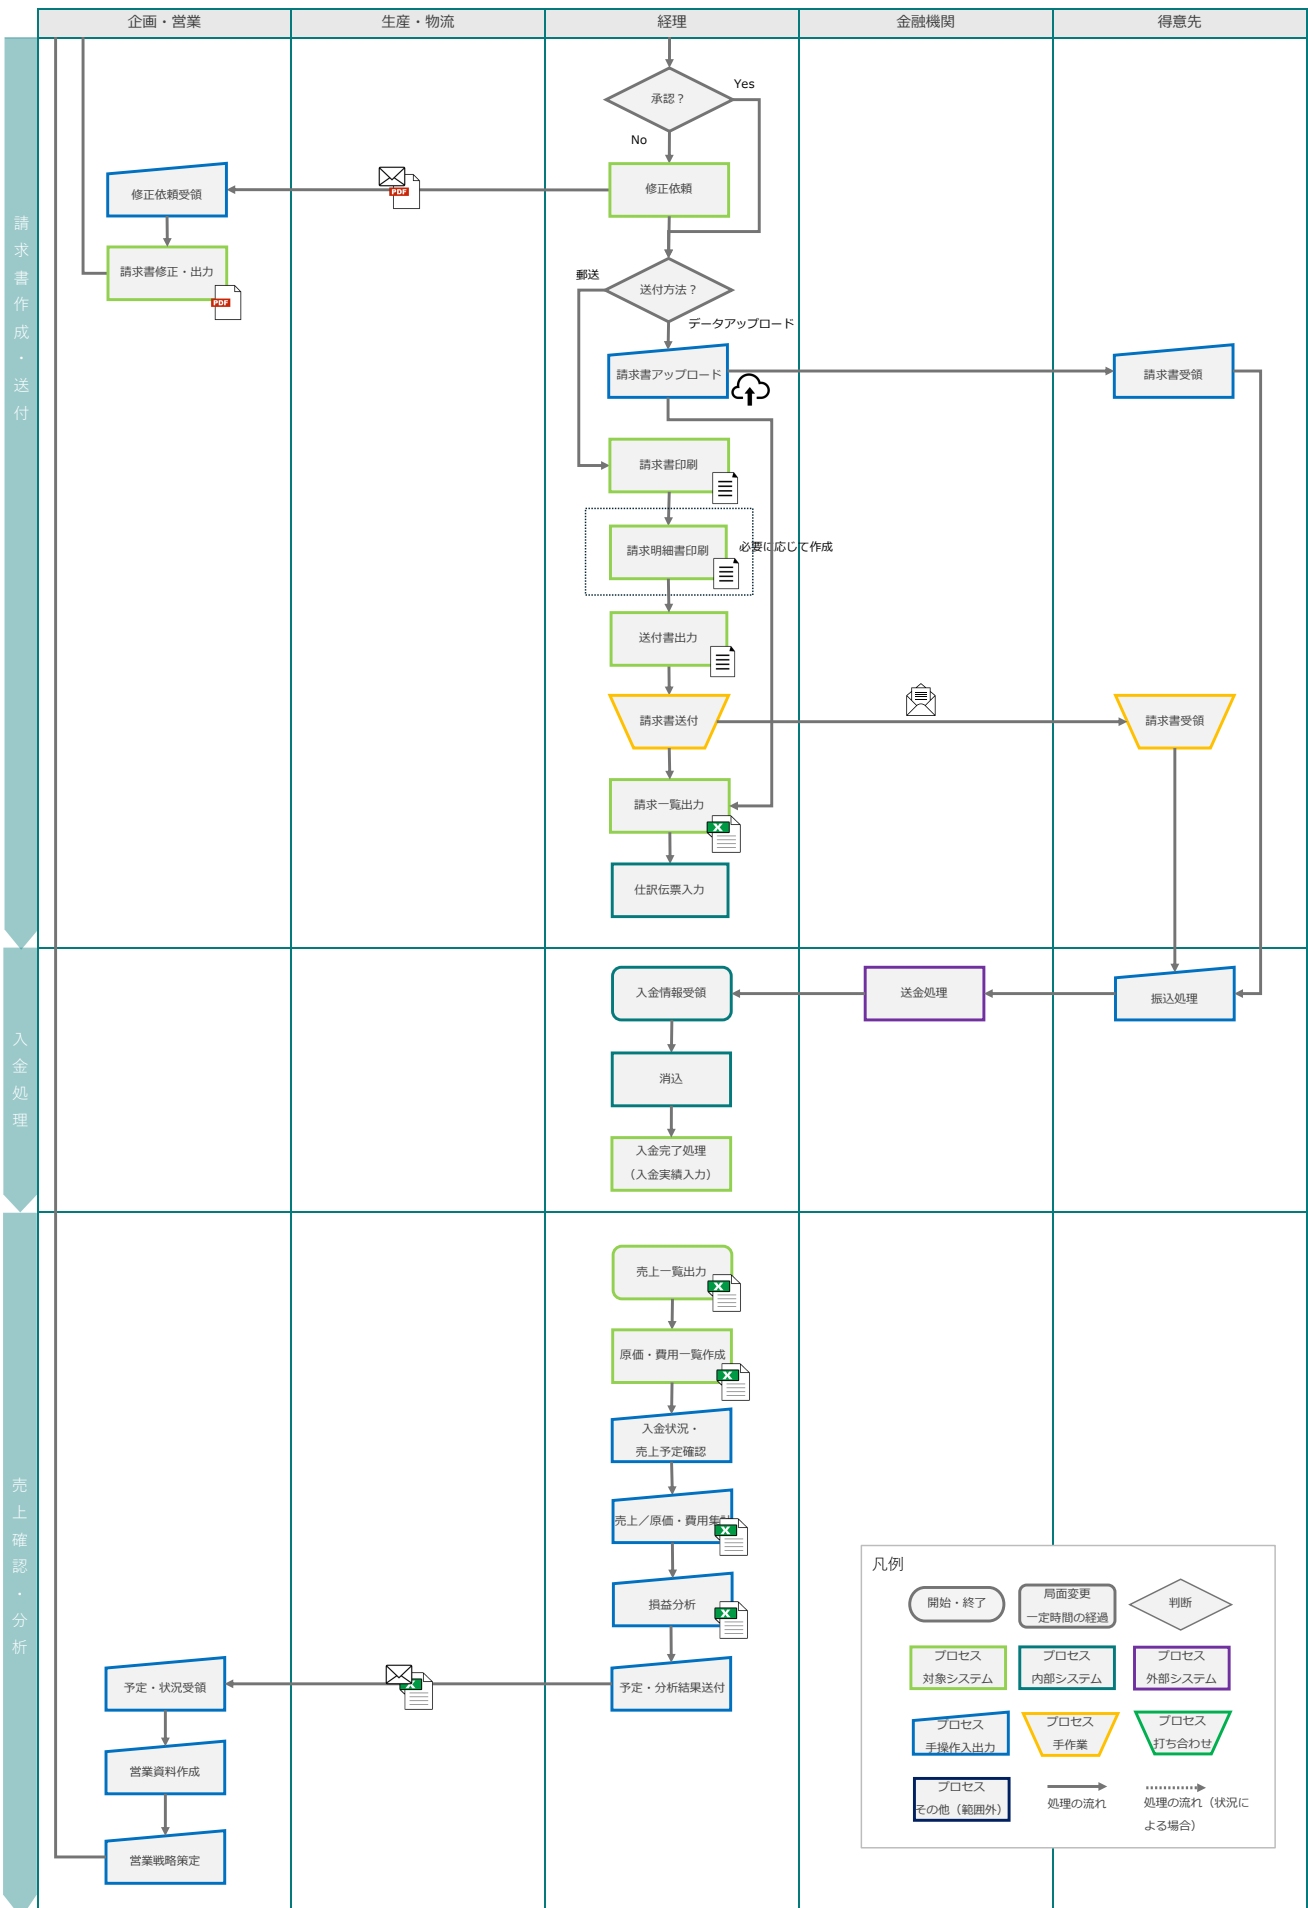 企画・営業
生産・物流
経理
金融機関
得意先
請求書作成・送付
承認？
Yes
No
修正依頼
PDF
修正依頼受領
請求書修正・出力
PDF
送付方法？
郵送
データアップロード
請求書アップロード
請求書受領
請求書印刷
請求明細書印刷
必要に応じて作成
送付書出力
請求書送付
請求書受領
請求一覧出力
X
仕訳伝票入力
入金処理
入金情報受領
送金処理
振込処理
消込
入金完了処理
（入金実績入力）
売上確認・分析
売上一覧出力
X
原価・費用一覧作成
X
入金状況・
売上予定確認
売上／原価・費用集
X
損益分析
X
予定・分析結果送付
X
予定・状況受領
営業資料作成
営業戦略策定
凡例
開始・終了
局面変更
一定時間の経過
判断
プロセス
対象システム
プロセス
内部システム
プロセス
外部システム
プロセス
手操作入出力
プロセス
手作業
プロセス
打ち合わせ
プロセス
その他（範囲外）
処理の流れ
処理の流れ（状況に
よる場合）